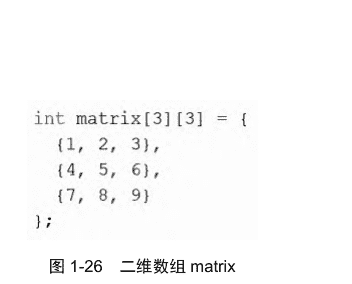 int matrix[3][3] = {
{1, 2, 3},
{4, 5, 6},
{7, 8, 9}
};
图 1-26 二维数组 matrix